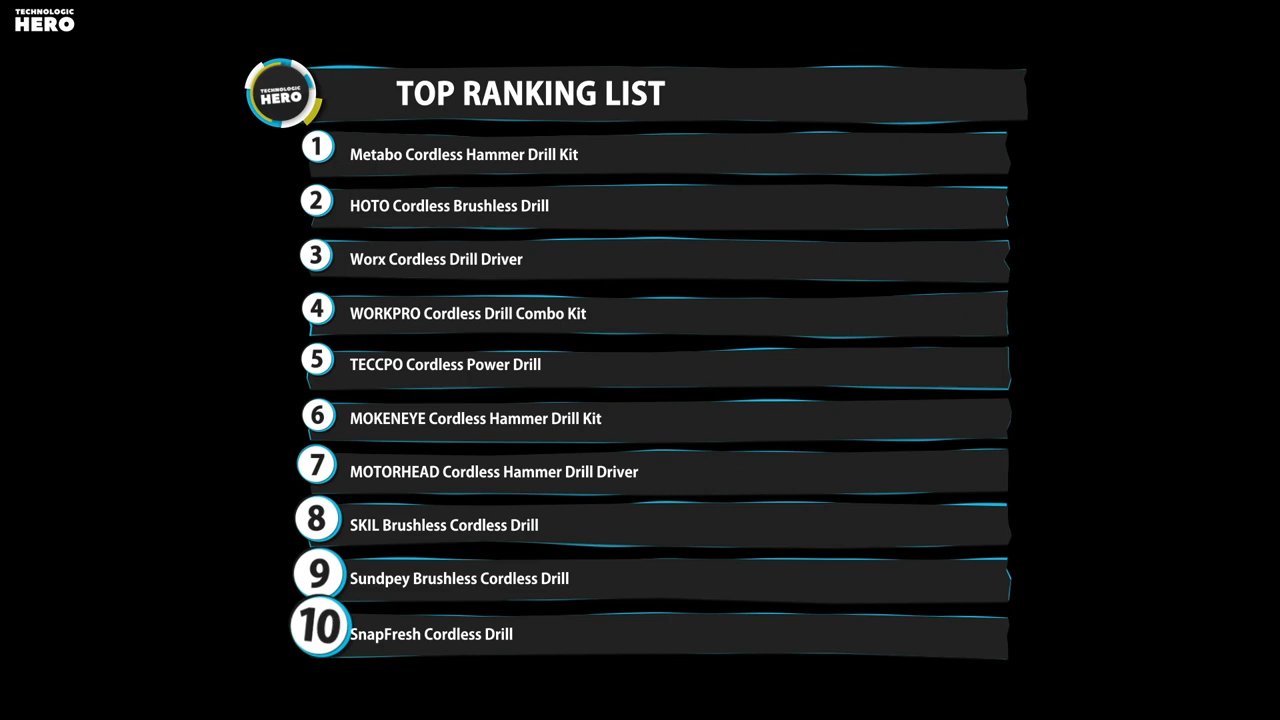 TECHNOLOGIC
HERO
TECHNOLOGIC
HERO
TOP RANKING LIST
1 Metabo Cordless Hammer Drill Kit
2 HOTO Cordless Brushless Drill
3 Worx Cordless Drill Driver
4 WORKPRO Cordless Drill Combo Kit
5 TECCPO Cordless Power Drill
6 MOKENEYE Cordless Hammer Drill Kit
7 MOTORHEAD Cordless Hammer Drill Driver
8 SKIL Brushless Cordless Drill
9 Sundpey Brushless Cordless Drill
10 SnapFresh Cordless Drill